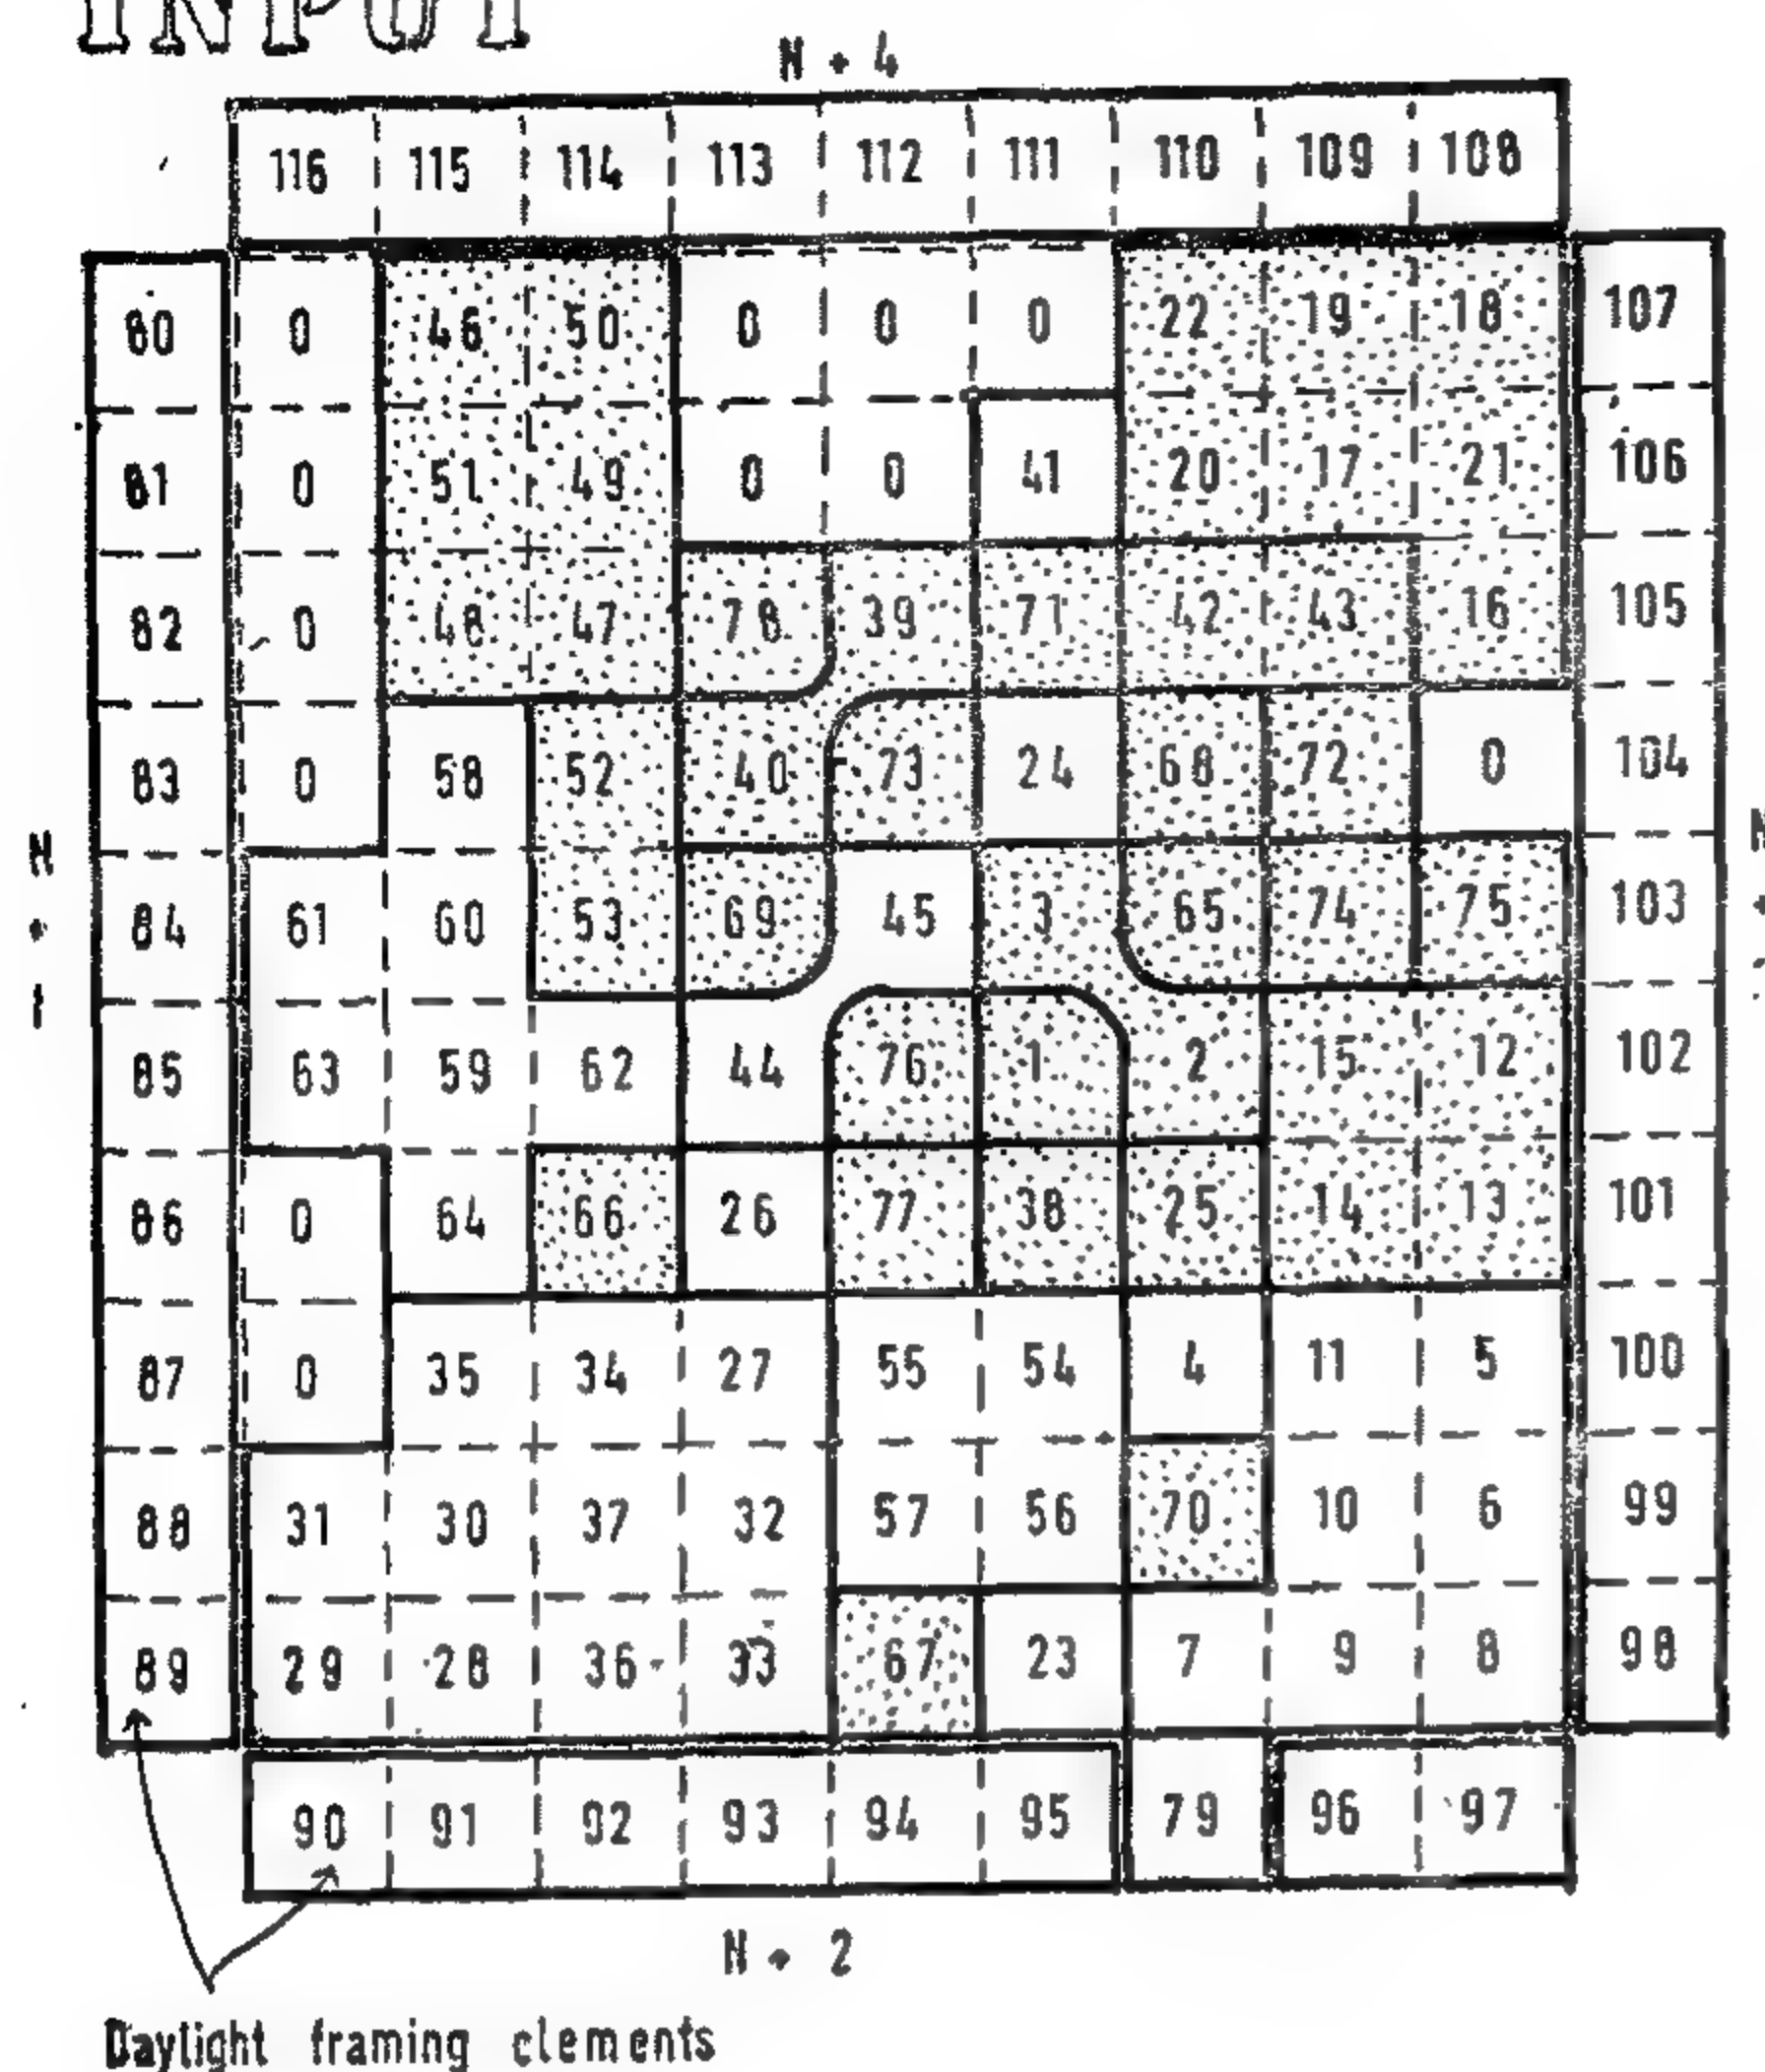 INPUT
N + 4
116 115 114 113 112 111 110 109 108
80 0 46 50 0 0 0 22 19 18 107
81 0 51 49 0 0 41 20 17 21 106
82 0 48 47 78 39 71 42 43 16 105
83 0 58 52 40 73 24 68 72 0 104
84 61 60 53 69 45 3 65 74 75 103
85 63 59 62 44 76 1 2 15 12 102
86 0 64 66 26 77 38 25 14 13 101
87 0 35 34 27 55 54 4 11 5 100
88 31 30 37 32 57 56 70 10 6 99
89 29 28 36 33 67 23 7 9 8 98
90 91 92 93 94 95 79 96 97
N + 1
N + 2
Daylight framing elements